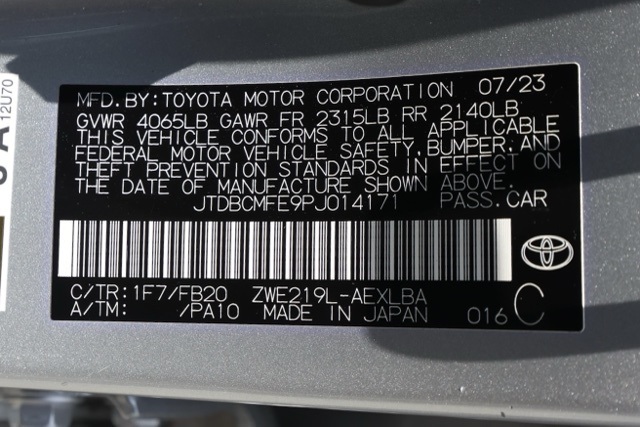 MFD. BY: TOYOTA MOTOR CORPORATION 07/23
GVWR 4065LB GAWR FR 2315LB RR 2140LB
THIS VEHICLE CONFORMS TO ALL APPLICABLE
FEDERAL MOTOR VEHICLE SAFETY, BUMPER, AND
THEFT PREVENTION STANDARDS IN EFFECT ON
THE DATE OF MANUFACTURE SHOWN ABOVE.
JTDBCMFE9PJ014171 PASS. CAR
C/TR: 1F7/FB20 ZWE219L-AEXLBA
A/TM: /PA10 MADE IN JAPAN 016 C
12U70